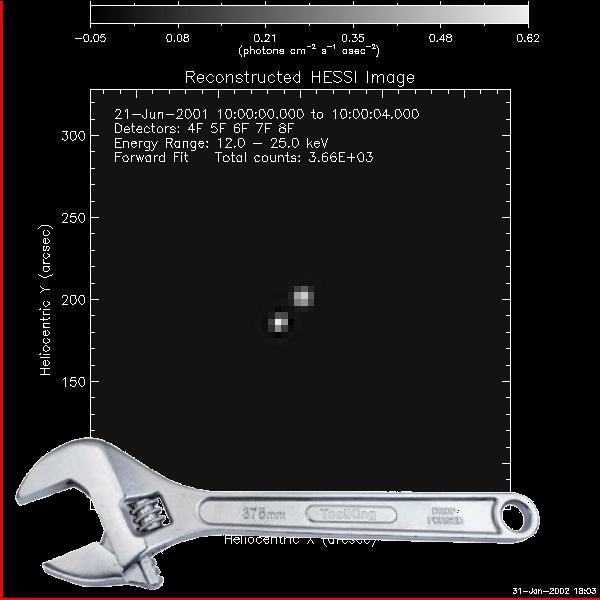 −0.05 0.08 0.21 0.35 0.48 0.62
(photons cm⁻² s⁻¹ asec⁻²)
Reconstructed HESSI Image
21−Jun−2001 10:00:00.000 to 10:00:04.000
Detectors: 4F 5F 6F 7F 8F
Energy Range: 12.0 − 25.0 keV
Forward Fit Total counts: 3.66E+03
300
250
200
150
Heliocentric Y (arcsec)
375mm ToolKing DROP-
FORGED
Heliocentric X (arcsec)
31−Jan−2002 18:03